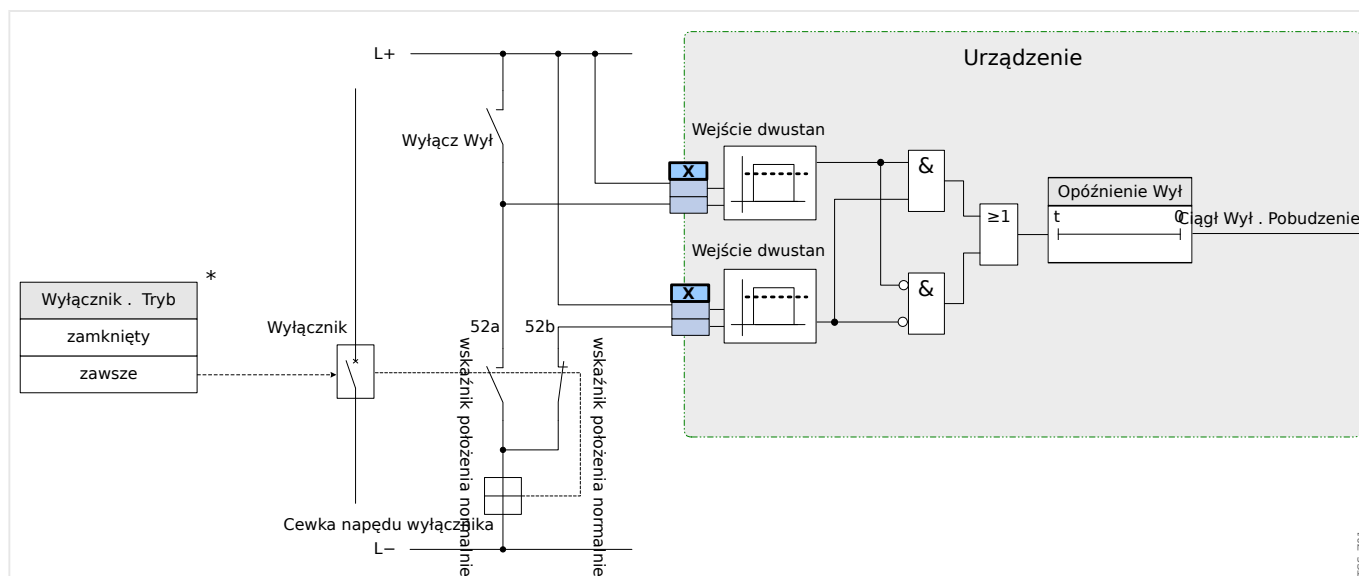 L+
Urządzenie
Wyłącz Wył
Wejście dwustan
X
&
Opóźnienie Wył
t
0
Ciągł Wył . Pobudzenie
≥1
Wejście dwustan
X
&
*
Wyłącznik . Tryb
zamknięty
zawsze
Wyłącznik
52a
52b
wskaźnik położenia normalnie
wskaźnik położenia normalnie
Cewka napędu wyłącznika
L−